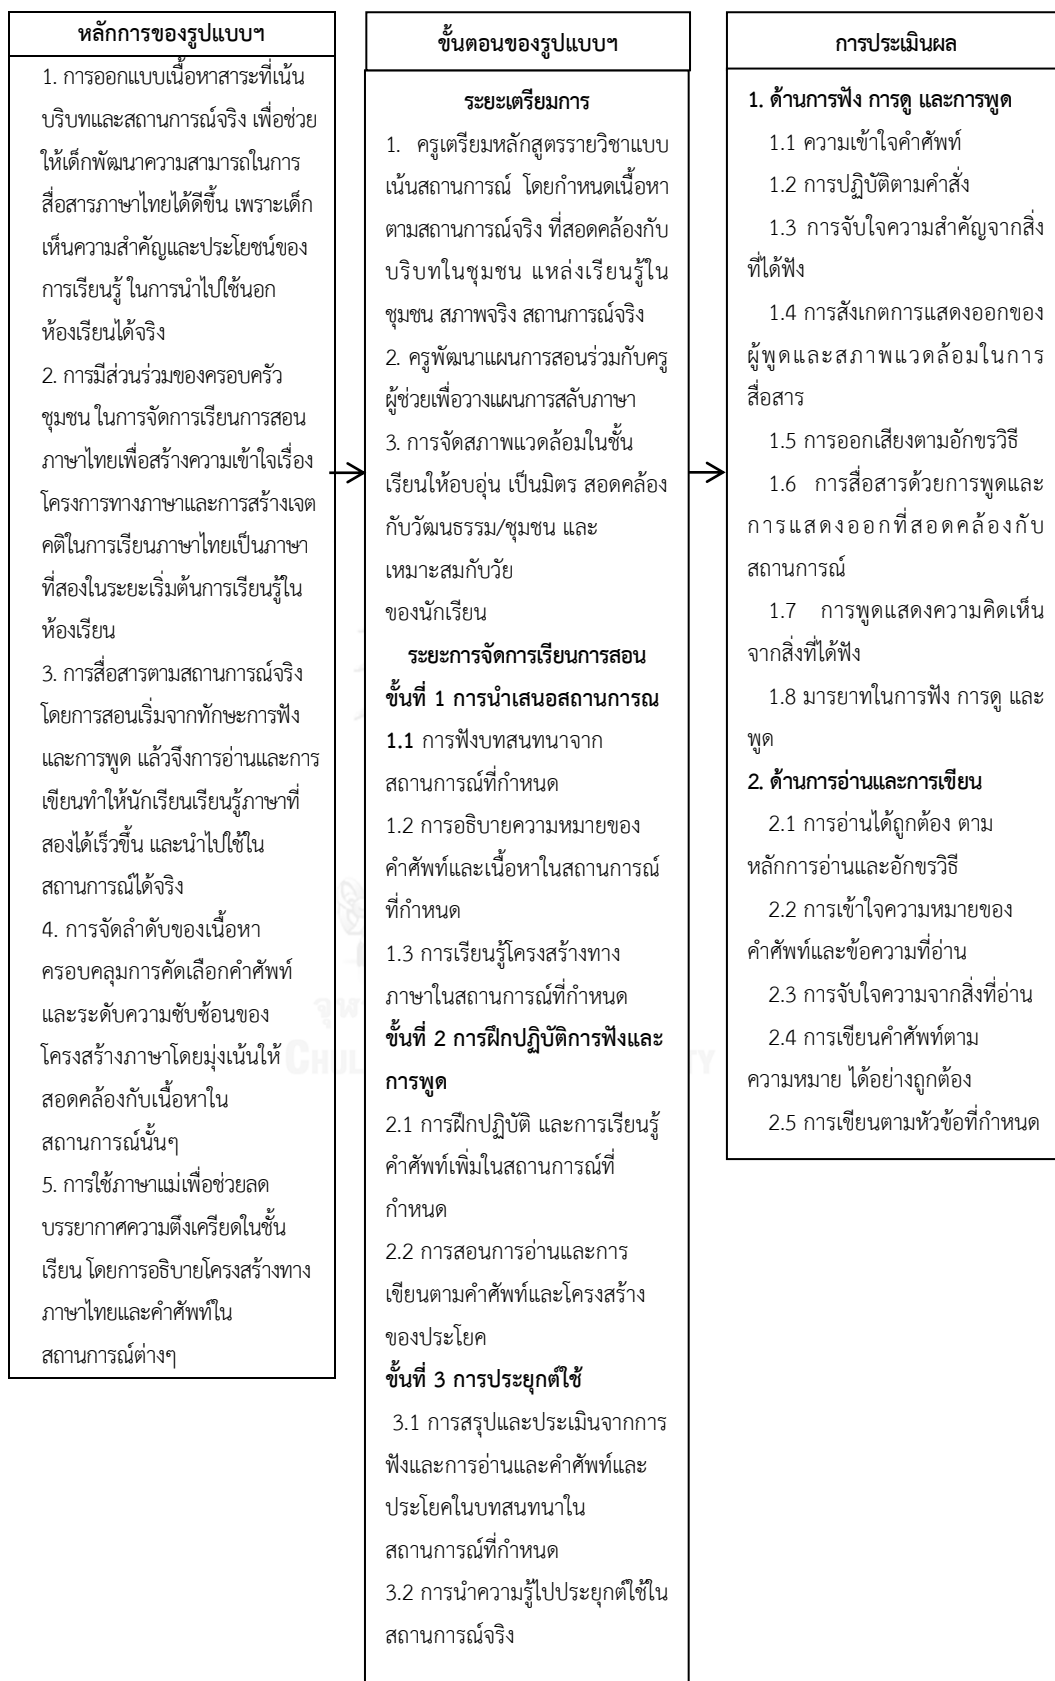 หลักการของรูปแบบฯ
1. การออกแบบเนื้อหาสาระที่เน้น
บริบทและสถานการณ์จริง เพื่อช่วย
ให้เด็กพัฒนาความสามารถในการ
สื่อสารภาษาไทยได้ดีขึ้น เพราะเด็ก
เห็นความสำคัญและประโยชน์ของ
การเรียนรู้ ในการนำไปใช้นอก
ห้องเรียนได้จริง
2. การมีส่วนร่วมของครอบครัว
ชุมชน ในการจัดการเรียนการสอน
ภาษาไทยเพื่อสร้างความเข้าใจเรื่อง
โครงการทางภาษาและการสร้างเจต
คติในการเรียนภาษาไทยเป็นภาษา
ที่สองในระยะเริ่มต้นการเรียนรู้ใน
ห้องเรียน
3. การสื่อสารตามสถานการณ์จริง
โดยการสอนเริ่มจากทักษะการฟัง
และการพูด แล้วจึงการอ่านและการ
เขียนทำให้นักเรียนเรียนรู้ภาษาที่
สองได้เร็วขึ้น และนำไปใช้ใน
สถานการณ์ได้จริง
4. การจัดลำดับของเนื้อหา
ครอบคลุมการคัดเลือกคำศัพท์
และระดับความซับซ้อนของ
โครงสร้างภาษาโดยมุ่งเน้นให้
สอดคล้องกับเนื้อหาใน
สถานการณ์นั้นๆ
5. การใช้ภาษาแม่เพื่อช่วยลด
บรรยากาศความตึงเครียดในชั้น
เรียน โดยการอธิบายโครงสร้างทาง
ภาษาไทยและคำศัพท์ใน
สถานการณ์ต่างๆ
ขั้นตอนของรูปแบบฯ
ระยะเตรียมการ
1. ครูเตรียมหลักสูตรรายวิชาแบบ
เน้นสถานการณ์ โดยกำหนดเนื้อหา
ตามสถานการณ์จริง ที่สอดคล้องกับ
บริบทในชุมชน แหล่งเรียนรู้ใน
ชุมชน สภาพจริง สถานการณ์จริง
2. ครูพัฒนาแผนการสอนร่วมกับครู
ผู้ช่วยเพื่อวางแผนการสลับภาษา
3. การจัดสภาพแวดล้อมในชั้น
เรียนให้อบอุ่น เป็นมิตร สอดคล้อง
กับวัฒนธรรม/ชุมชน และ
เหมาะสมกับวัย
ของนักเรียน
ระยะการจัดการเรียนการสอน
ขั้นที่ 1 การนำเสนอสถานการณ
1.1 การฟังบทสนทนาจาก
สถานการณ์ที่กำหนด
1.2 การอธิบายความหมายของ
คำศัพท์และเนื้อหาในสถานการณ์
ที่กำหนด
1.3 การเรียนรู้โครงสร้างทาง
ภาษาในสถานการณ์ที่กำหนด
ขั้นที่ 2 การฝึกปฏิบัติการฟังและ
การพูด
2.1 การฝึกปฏิบัติ และการเรียนรู้
คำศัพท์เพิ่มในสถานการณ์ที่
กำหนด
2.2 การสอนการอ่านและการ
เขียนตามคำศัพท์และโครงสร้าง
ของประโยค
ขั้นที่ 3 การประยุกต์ใช้
3.1 การสรุปและประเมินจากการ
ฟังและการอ่านและคำศัพท์และ
ประโยคในบทสนทนาใน
สถานการณ์ที่กำหนด
3.2 การนำความรู้ไปประยุกต์ใช้ใน
สถานการณ์จริง
การประเมินผล
1. ด้านการฟัง การดู และการพูด
1.1 ความเข้าใจคำศัพท์
1.2 การปฏิบัติตามคำสั่ง
1.3 การจับใจความสำคัญจากสิ่ง
ที่ได้ฟัง
1.4 การสังเกตการแสดงออกของ
ผู้พูดและสภาพแวดล้อมในการ
สื่อสาร
1.5 การออกเสียงตามอักขรวิธี
1.6 การสื่อสารด้วยการพูดและ
การแสดงออกที่สอดคล้องกับ
สถานการณ์
1.7 การพูดแสดงความคิดเห็น
จากสิ่งที่ได้ฟัง
1.8 มารยาทในการฟัง การดู และ
พูด
2. ด้านการอ่านและการเขียน
2.1 การอ่านได้ถูกต้อง ตาม
หลักการอ่านและอักขรวิธี
2.2 การเข้าใจความหมายของ
คำศัพท์และข้อความที่อ่าน
2.3 การจับใจความจากสิ่งที่อ่าน
2.4 การเขียนคำศัพท์ตาม
ความหมาย ได้อย่างถูกต้อง
2.5 การเขียนตามหัวข้อที่กำหนด